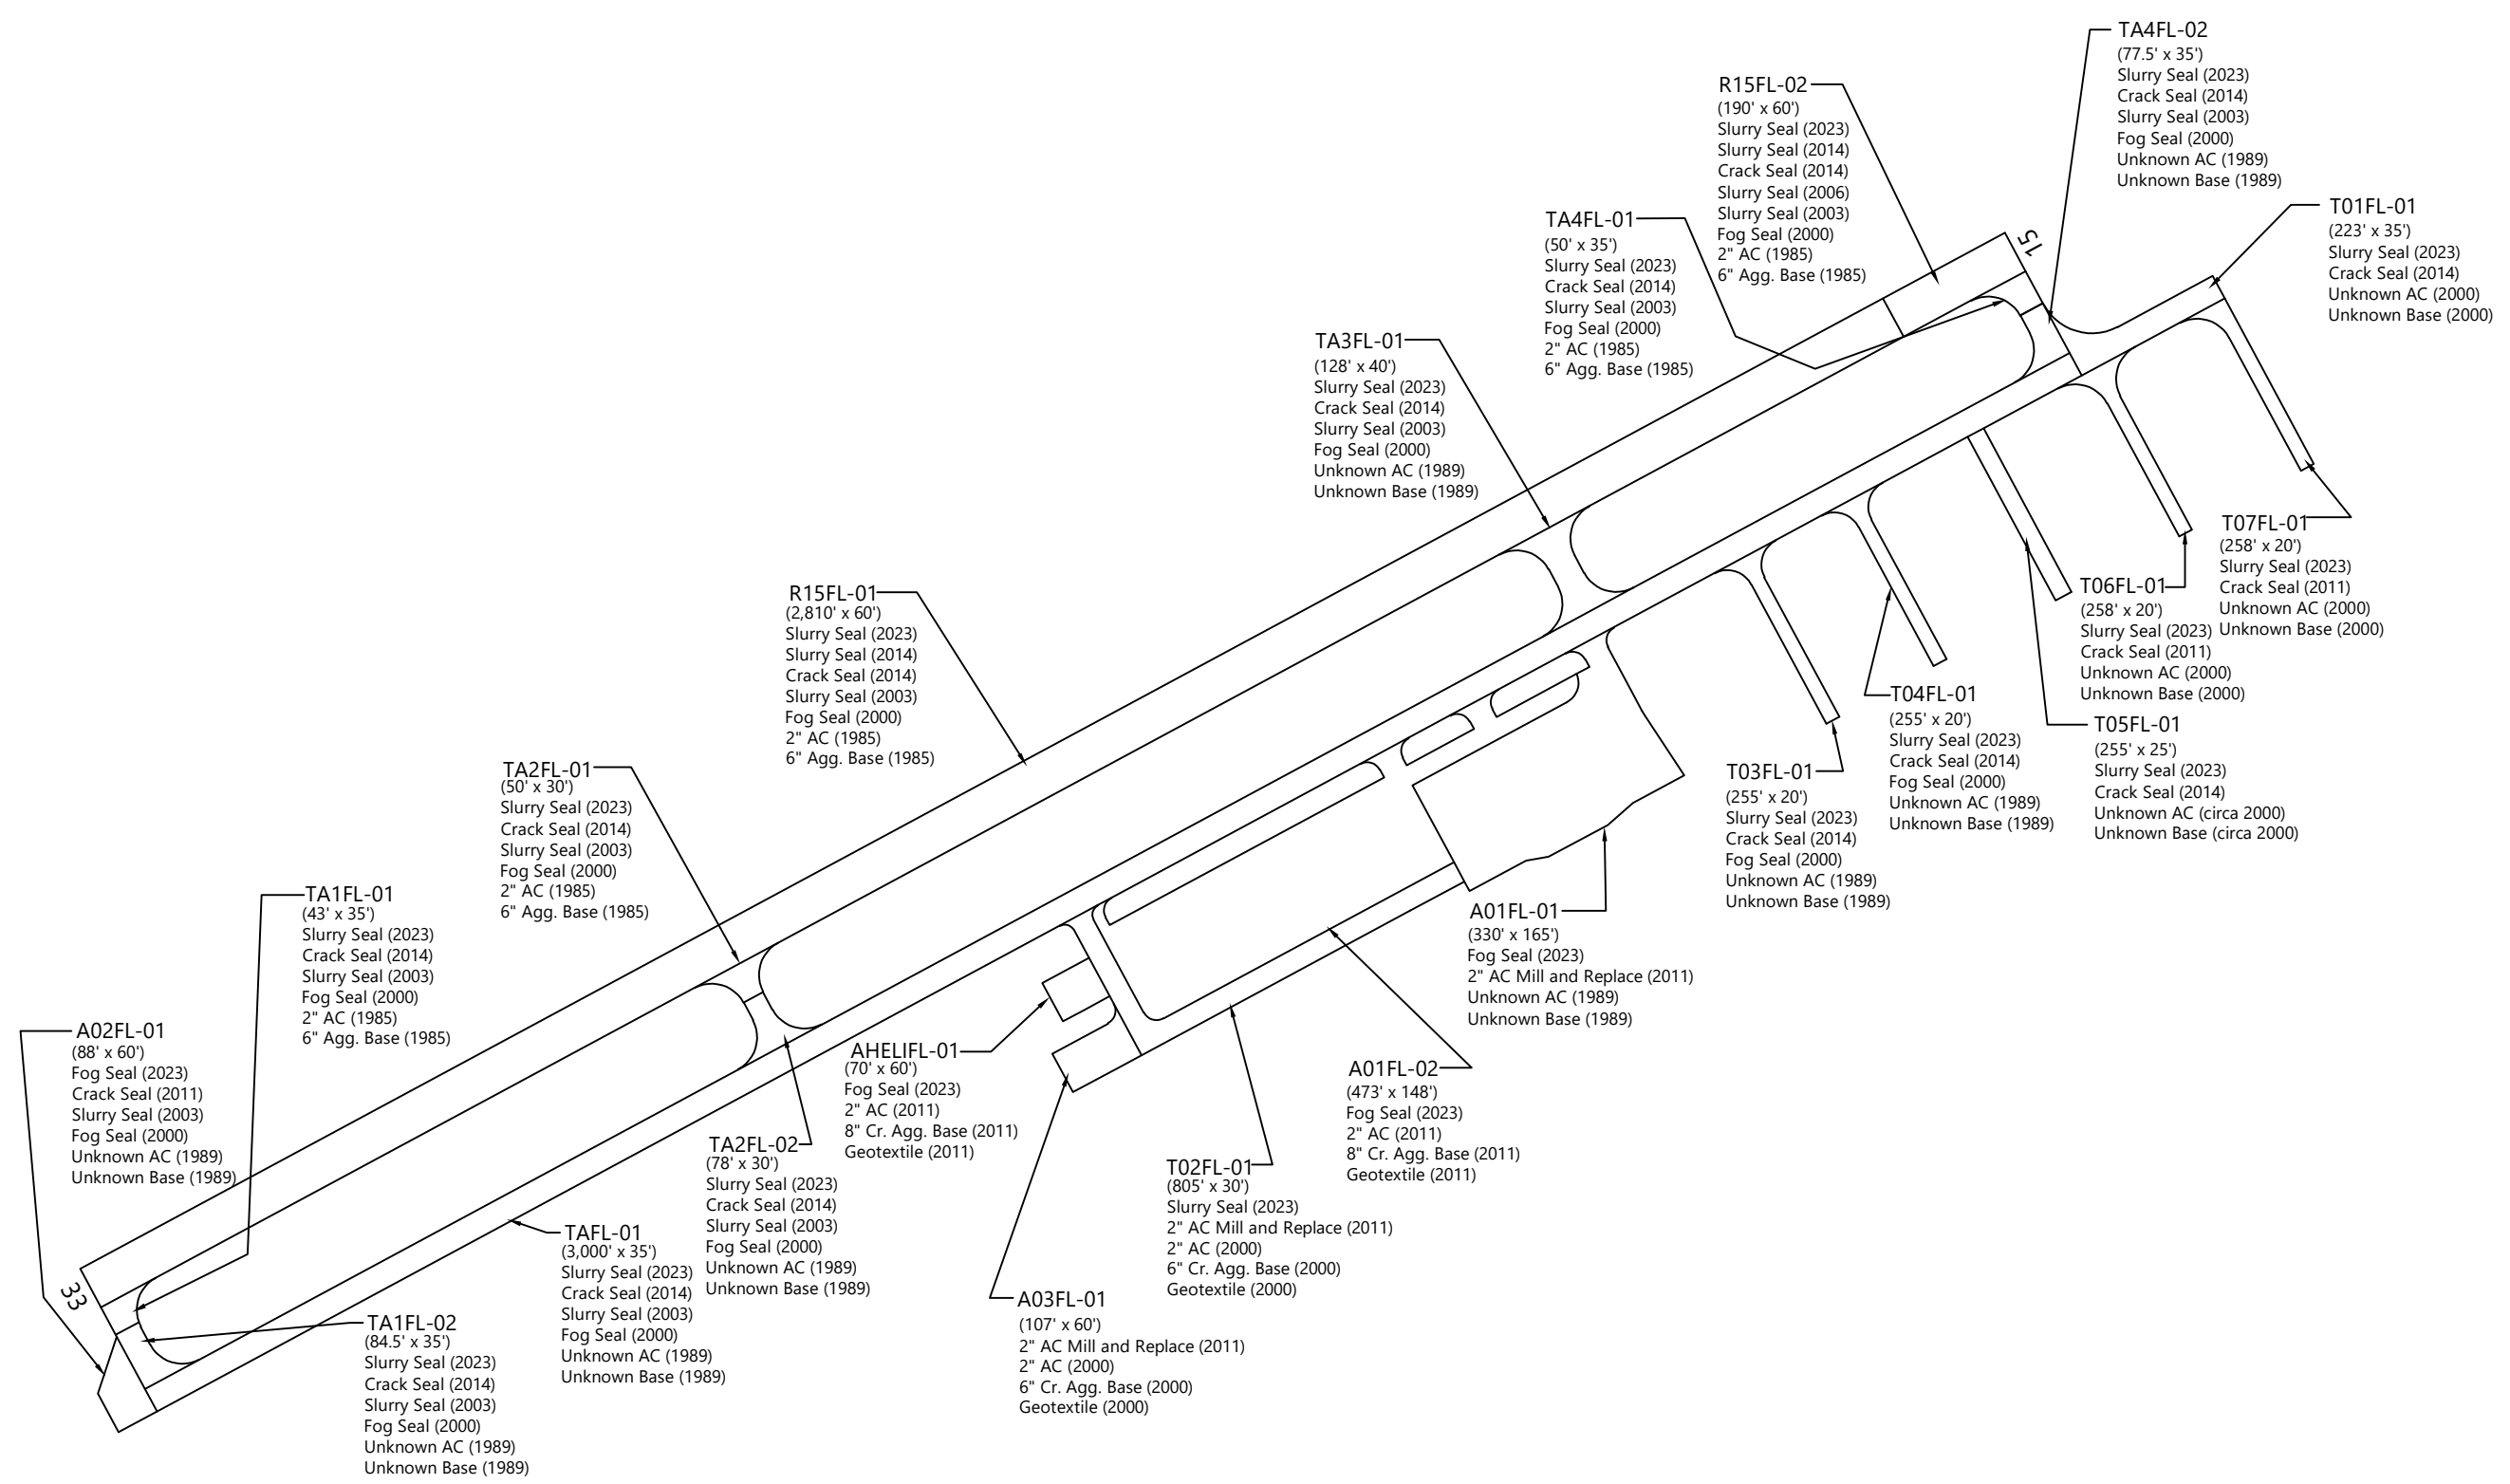 TA4FL-02
(77.5' x 35')
Slurry Seal (2023)
Crack Seal (2014)
Slurry Seal (2003)
Fog Seal (2000)
Unknown AC (1989)
Unknown Base (1989)
R15FL-02
(190' x 60')
Slurry Seal (2023)
Slurry Seal (2014)
Crack Seal (2014)
Slurry Seal (2006)
Slurry Seal (2003)
Fog Seal (2000)
2" AC (1985)
6" Agg. Base (1985)
T01FL-01
(223' x 35')
Slurry Seal (2023)
Crack Seal (2014)
Unknown AC (2000)
Unknown Base (2000)
TA4FL-01
(50' x 35')
Slurry Seal (2023)
Crack Seal (2014)
Slurry Seal (2003)
Fog Seal (2000)
2" AC (1985)
6" Agg. Base (1985)
15
TA3FL-01
(128' x 40')
Slurry Seal (2023)
Crack Seal (2014)
Slurry Seal (2003)
Fog Seal (2000)
Unknown AC (1989)
Unknown Base (1989)
T07FL-01
(258' x 20')
Slurry Seal (2023)
Crack Seal (2011)
Unknown AC (2000)
Unknown Base (2000)
T06FL-01
(258' x 20')
Slurry Seal (2023)
Crack Seal (2011)
Unknown AC (2000)
Unknown Base (2000)
R15FL-01
(2,810' x 60')
Slurry Seal (2023)
Slurry Seal (2014)
Crack Seal (2014)
Slurry Seal (2003)
Fog Seal (2000)
2" AC (1985)
6" Agg. Base (1985)
T04FL-01
(255' x 20')
Slurry Seal (2023)
Crack Seal (2014)
Fog Seal (2000)
Unknown AC (1989)
Unknown Base (1989)
T05FL-01
(255' x 25')
Slurry Seal (2023)
Crack Seal (2014)
Unknown AC (circa 2000)
Unknown Base (circa 2000)
T03FL-01
(255' x 20')
Slurry Seal (2023)
Crack Seal (2014)
Fog Seal (2000)
Unknown AC (1989)
Unknown Base (1989)
TA2FL-01
(50' x 30')
Slurry Seal (2023)
Crack Seal (2014)
Slurry Seal (2003)
Fog Seal (2000)
2" AC (1985)
6" Agg. Base (1985)
TA1FL-01
(43' x 35')
Slurry Seal (2023)
Crack Seal (2014)
Slurry Seal (2003)
Fog Seal (2000)
2" AC (1985)
6" Agg. Base (1985)
A01FL-01
(330' x 165')
Fog Seal (2023)
2" AC Mill and Replace (2011)
Unknown AC (1989)
Unknown Base (1989)
A02FL-01
(88' x 60')
Fog Seal (2023)
Crack Seal (2011)
Slurry Seal (2003)
Fog Seal (2000)
Unknown AC (1989)
Unknown Base (1989)
AHELIFL-01
(70' x 60')
Fog Seal (2023)
2" AC (2011)
8" Cr. Agg. Base (2011)
Geotextile (2011)
A01FL-02
(473' x 148')
Fog Seal (2023)
2" AC (2011)
8" Cr. Agg. Base (2011)
Geotextile (2011)
TA2FL-02
(78' x 30')
Slurry Seal (2023)
Crack Seal (2014)
Slurry Seal (2003)
Fog Seal (2000)
Unknown AC (1989)
Unknown Base (1989)
T02FL-01
(805' x 30')
Slurry Seal (2023)
2" AC Mill and Replace (2011)
2" AC (2000)
6" Cr. Agg. Base (2000)
Geotextile (2000)
TAFL-01
(3,000' x 35')
Slurry Seal (2023)
Crack Seal (2014)
Slurry Seal (2003)
Fog Seal (2000)
Unknown AC (1989)
Unknown Base (1989)
33
A03FL-01
(107' x 60')
2" AC Mill and Replace (2011)
2" AC (2000)
6" Cr. Agg. Base (2000)
Geotextile (2000)
TA1FL-02
(84.5' x 35')
Slurry Seal (2023)
Crack Seal (2014)
Slurry Seal (2003)
Fog Seal (2000)
Unknown AC (1989)
Unknown Base (1989)